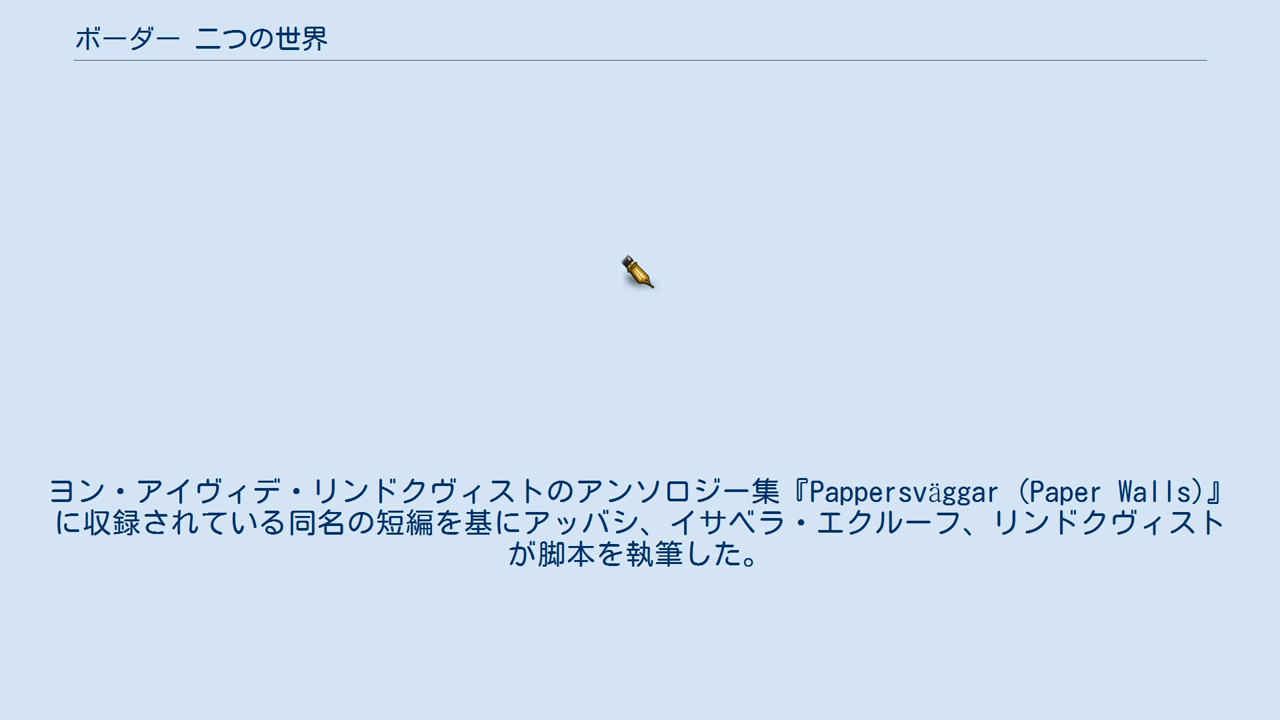 ボーダー 二つの世界
ヨン・アイヴィデ・リンドクヴィストのアンソロジー集『Pappersväggar (Paper Walls)』
に収録されている同名の短編を基にアッバシ、イサベラ・エクルーフ、リンドクヴィスト
が脚本を執筆した。